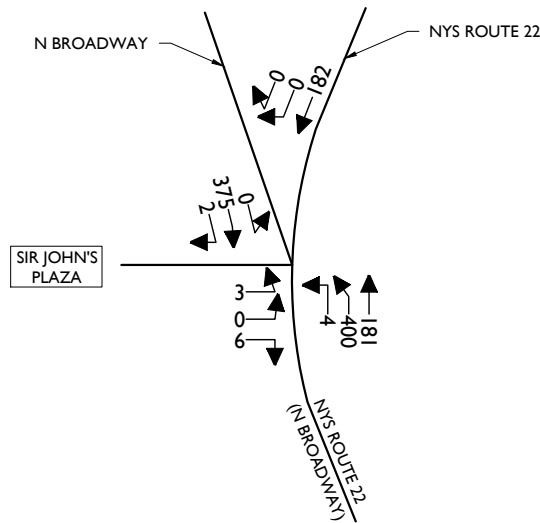 N BROADWAY
NYS ROUTE 22
0
0
182
375
2
0
SIR JOHN'S
PLAZA
3
0
6
4
400
181
NYS ROUTE 22
(N BROADWAY)